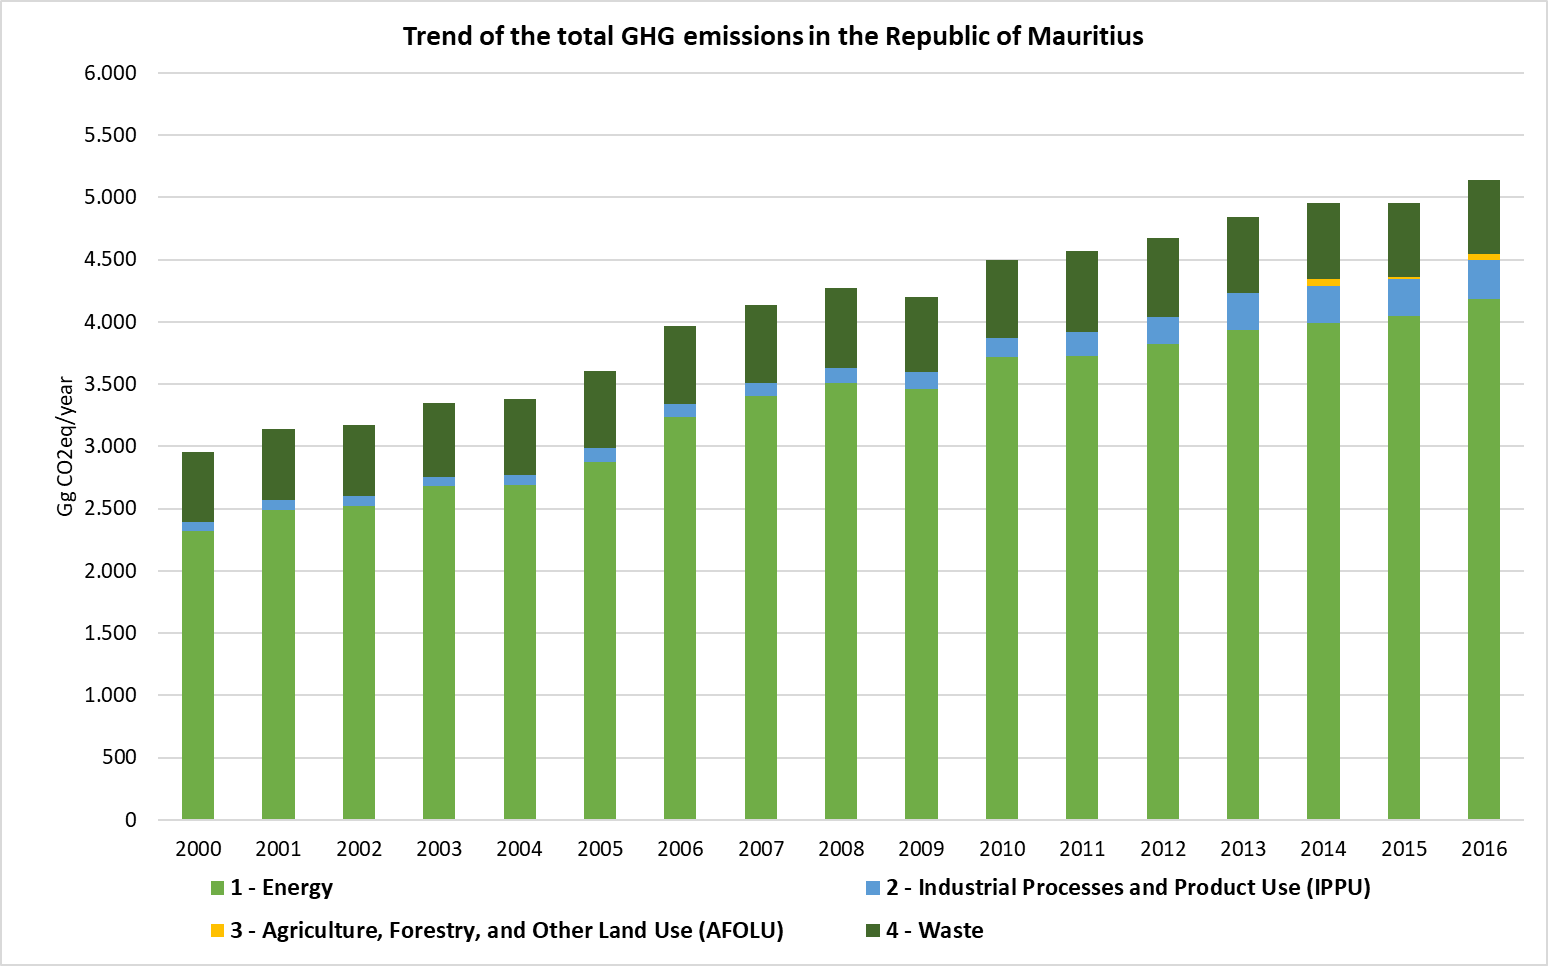 Trend of the total GHG emissions in the Republic of Mauritius
6.000
5.500
5.000
4.500
4.000
3.500
3.000
2.500
2.000
1.500
1.000
500
0
Gg CO2eq/year
2000 2001 2002 2003 2004 2005 2006 2007 2008 2009 2010 2011 2012 2013 2014 2015 2016
1 - Energy
2 - Industrial Processes and Product Use (IPPU)
3 - Agriculture, Forestry, and Other Land Use (AFOLU)
4 - Waste